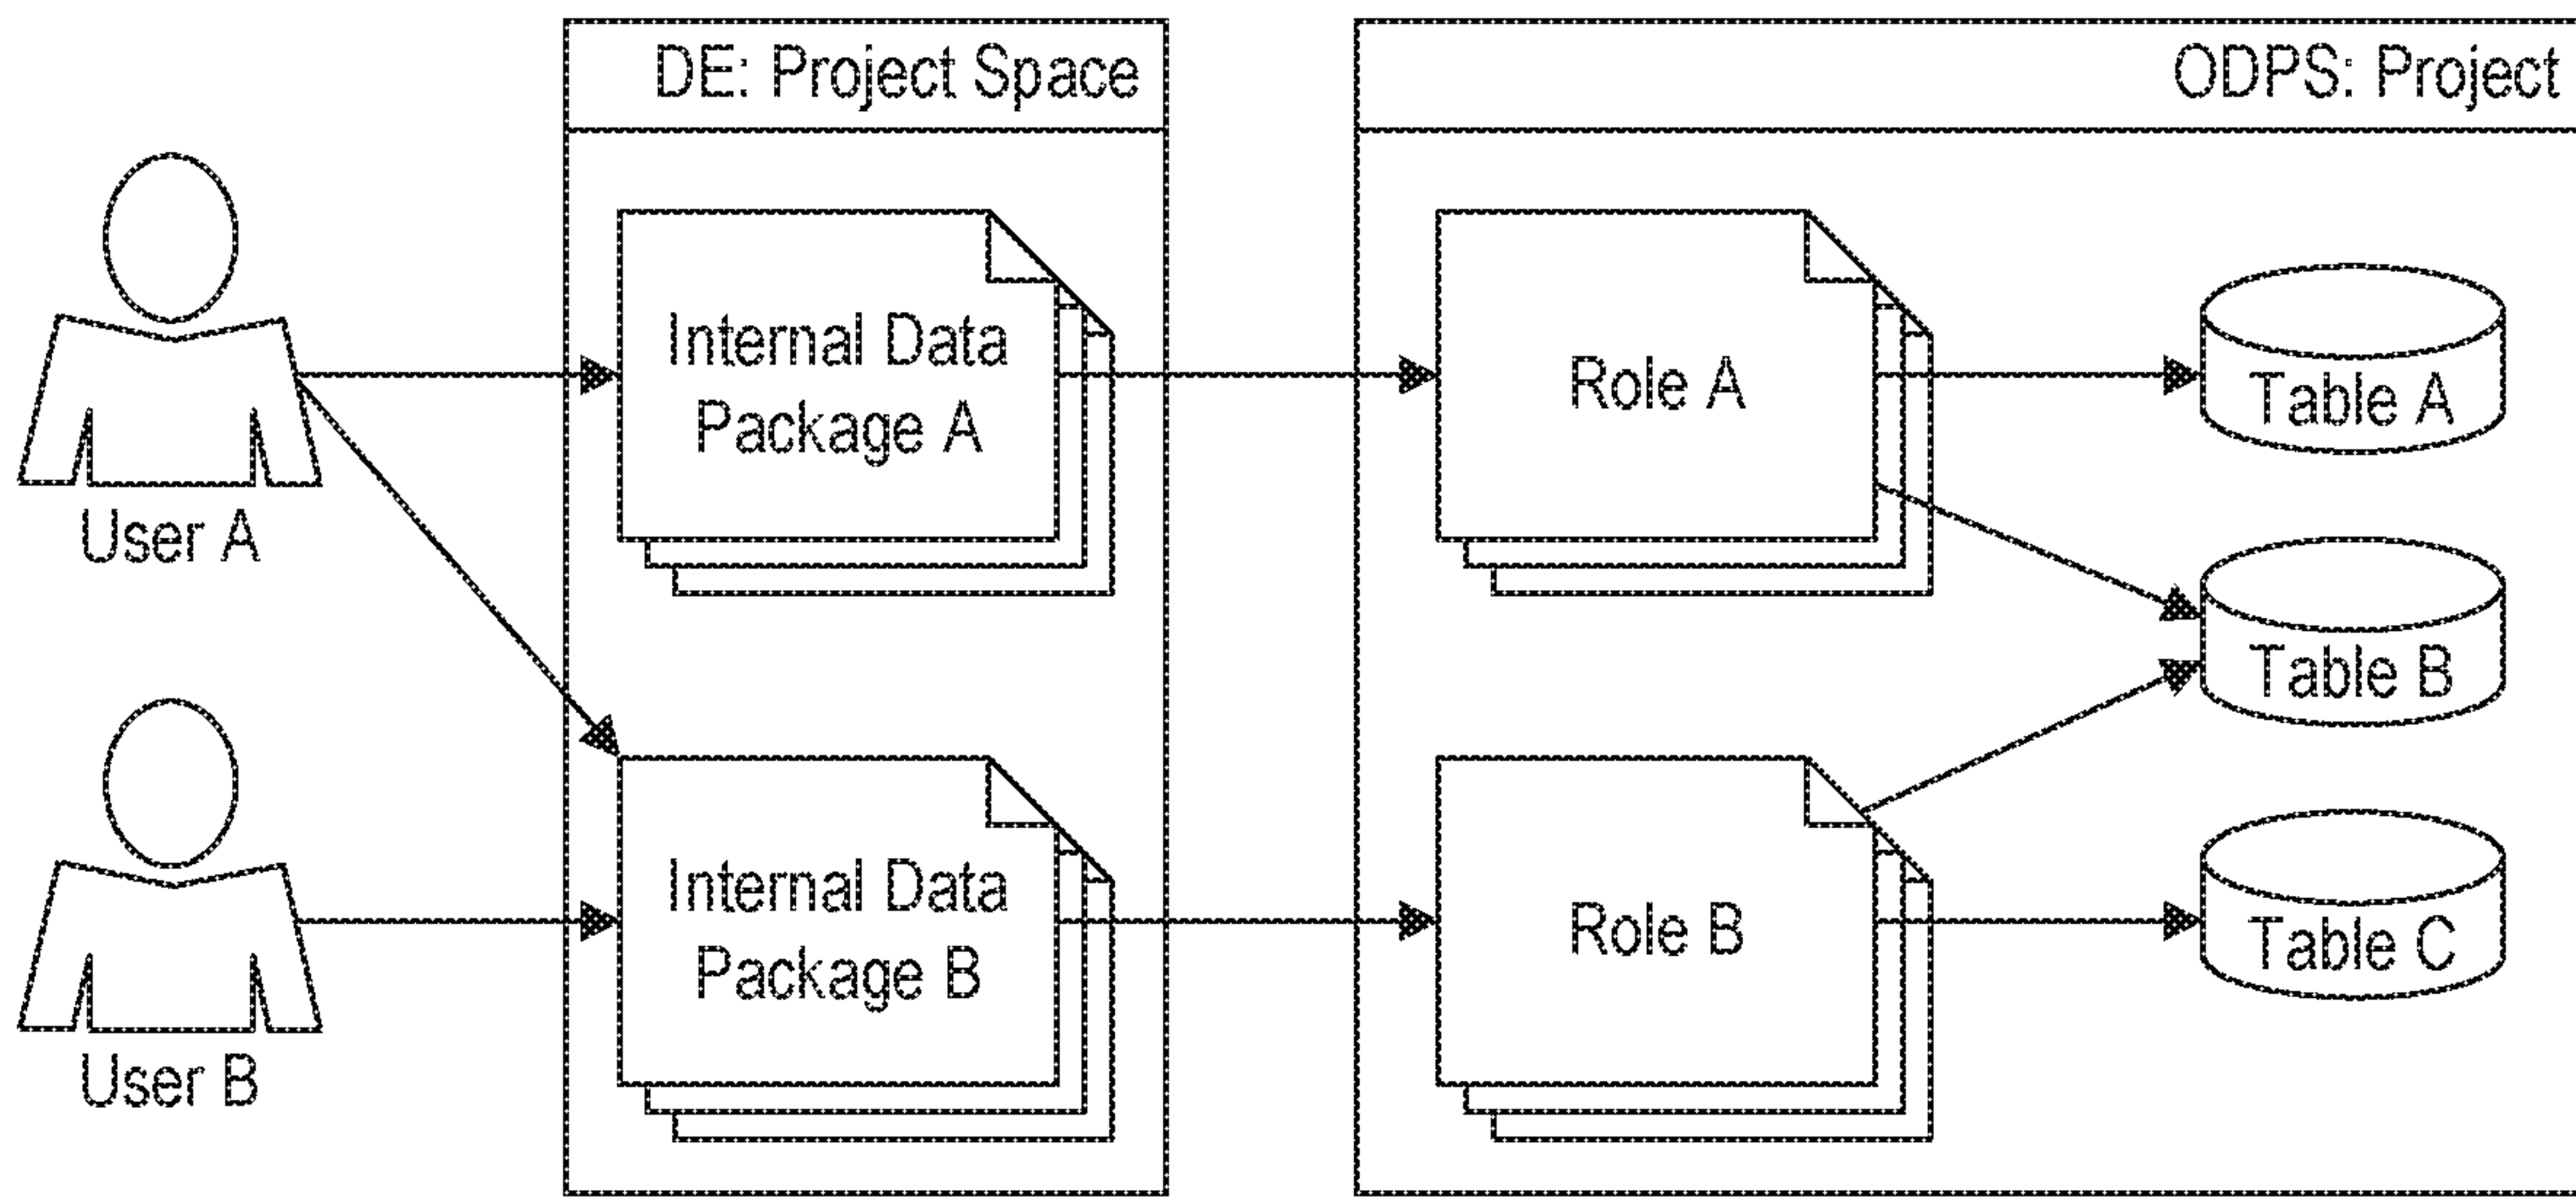 DE: Project Space
ODPS: Project
Internal Data
Package A
Role A
Table A
User A
Table B
Internal Data
Package B
Role B
Table C
User B